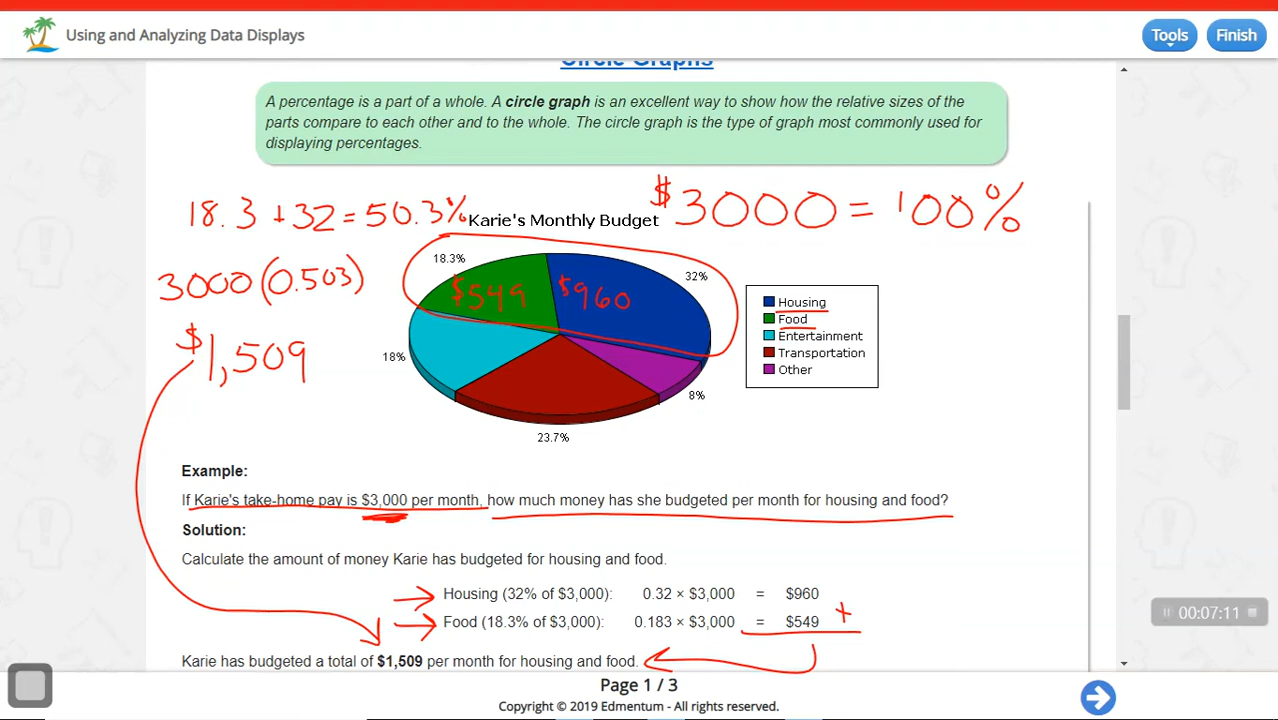 Using and Analyzing Data Displays
Tools
Finish
Circle Graphs
A percentage is a part of a whole. A circle graph is an excellent way to show how the relative sizes of the
parts compare to each other and to the whole. The circle graph is the type of graph most commonly used for
displaying percentages.
18.3 + 32 = 50.3%
$3000 = 100%
Karie's Monthly Budget
3000(0.503)
$1,509
18.3%
32%
$549
$960
18%
8%
23.7%
Housing
Food
Entertainment
Transportation
Other
Example:
If Karie's take-home pay is $3,000 per month, how much money has she budgeted per month for housing and food?
Solution:
Calculate the amount of money Karie has budgeted for housing and food.
Housing (32% of $3,000): 0.32 × $3,000 = $960
Food (18.3% of $3,000): 0.183 × $3,000 = $549 +
Karie has budgeted a total of $1,509 per month for housing and food.
00:07:11
Page 1 / 3
Copyright © 2019 Edmentum - All rights reserved.